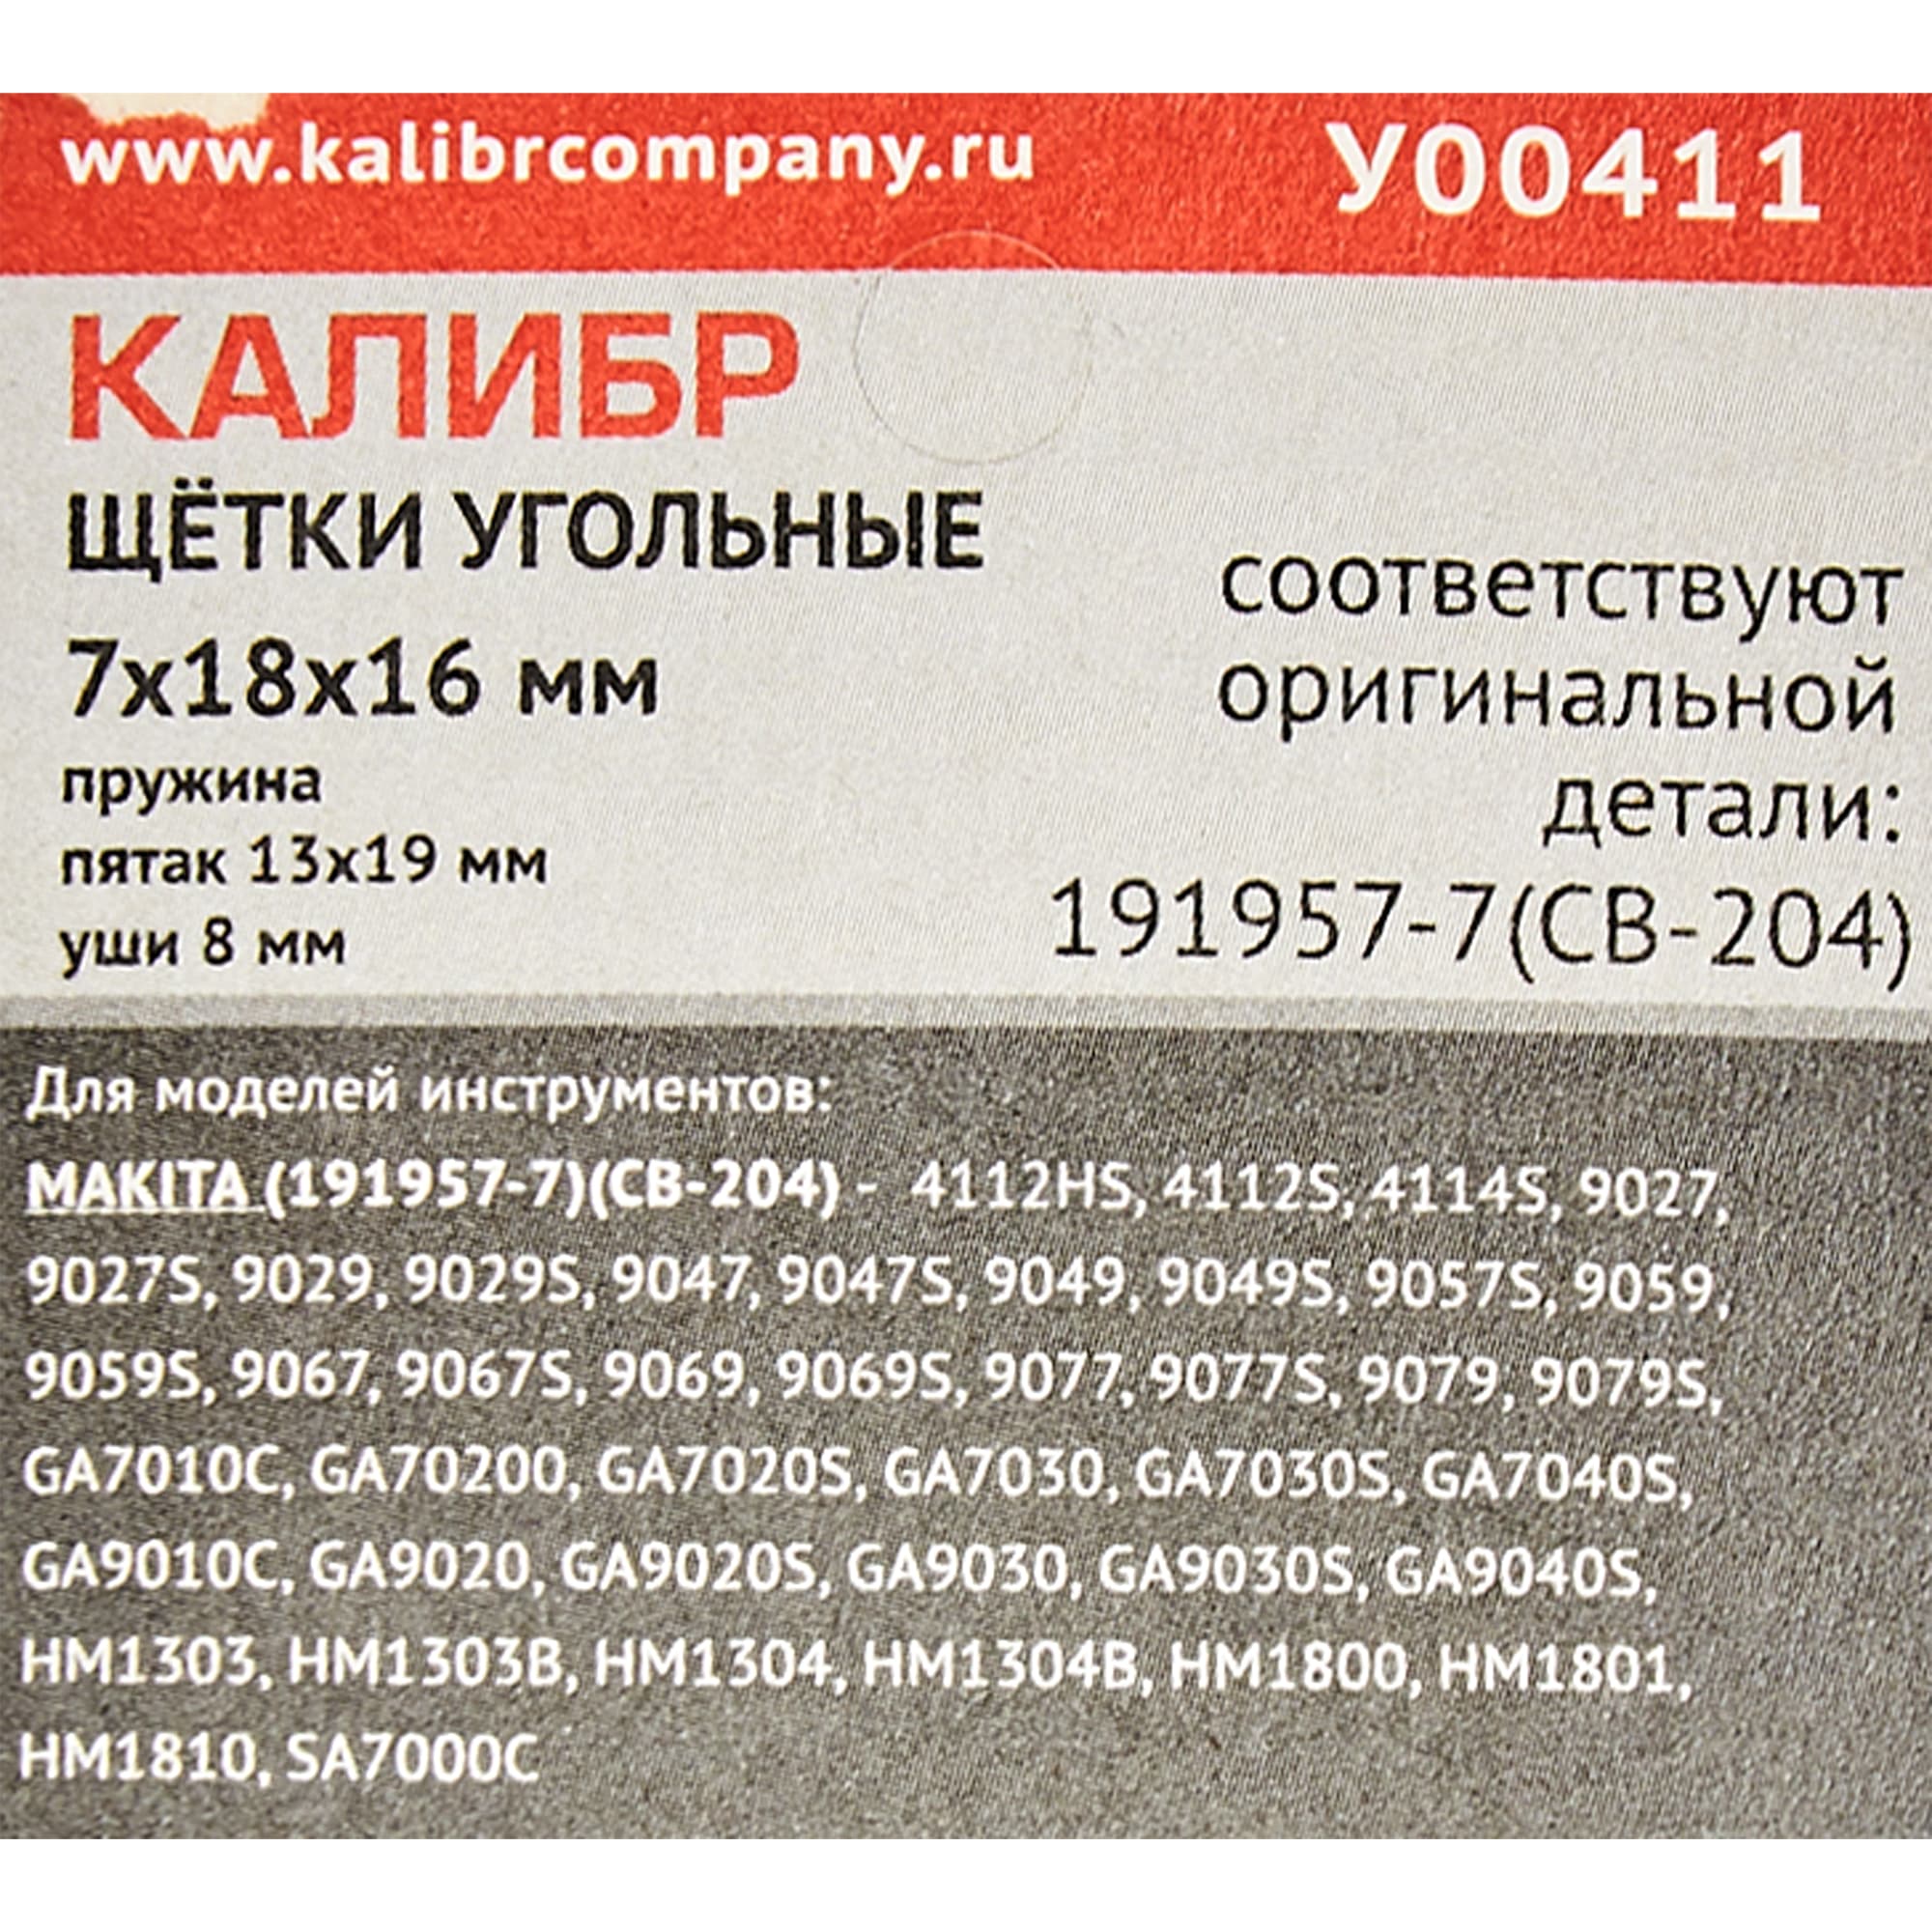 www.kalibrcompany.ru
У00411
КАЛИБР
ЩЁТКИ УГОЛЬНЫЕ
7х18х16 мм
пружина
пятак 13х19 мм
уши 8 мм
соответствуют
оригинальной
детали:
191957-7(СВ-204)
Для моделей инструментов:
MAKITA (191957-7)(CB-204) - 4112HS, 4112S, 4114S, 9027,
9027S, 9029, 9029S, 9047, 9047S, 9049, 9049S, 9057S, 9059,
9059S, 9067, 9067S, 9069, 9069S, 9077, 9077S, 9079, 9079S,
GA7010C, GA70200, GA7020S, GA7030, GA7030S, GA7040S,
GA9010C, GA9020, GA9020S, GA9030, GA9030S, GA9040S,
HM1303, HM1303B, HM1304, HM1304B, HM1800, HM1801,
HM1810, SA7000C